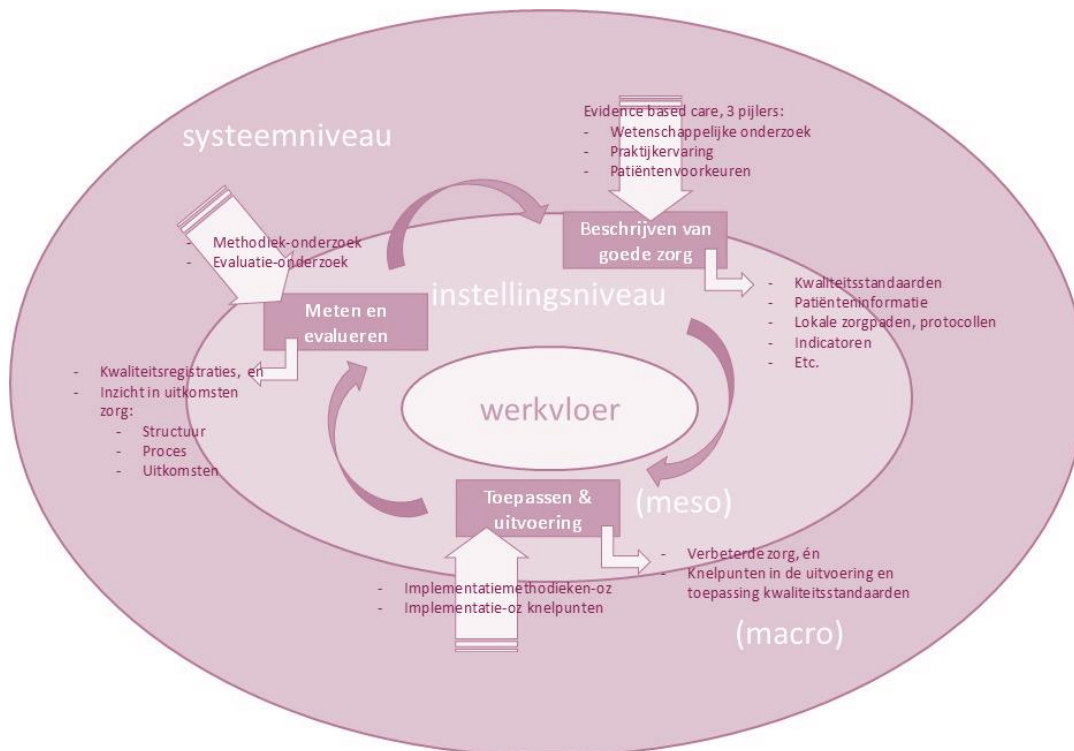 systeemniveau
Evidence based care, 3 pijlers:
- Wetenschappelijke onderzoek
- Praktijkervaring
- Patiëntenvoorkeuren
Beschrijven van
goede zorg
- Kwaliteitsstandaarden
- Patiënteninformatie
- Lokale zorgpaden, protocollen
- Indicatoren
- Etc.
- Methodiek-onderzoek
- Evaluatie-onderzoek
Meten en
evalueren
- Kwaliteitsregistraties, en
- Inzicht in uitkomsten
zorg:
- Structuur
- Proces
- Uitkomsten
instellingsniveau
werkvloer
(meso)
Toepassen &
uitvoering
- Verbeterde zorg, én
- Knelpunten in de uitvoering en
toepassing kwaliteitsstandaarden
- Implementatiemethodieken-oz
- Implementatie-oz knelpunten
(macro)